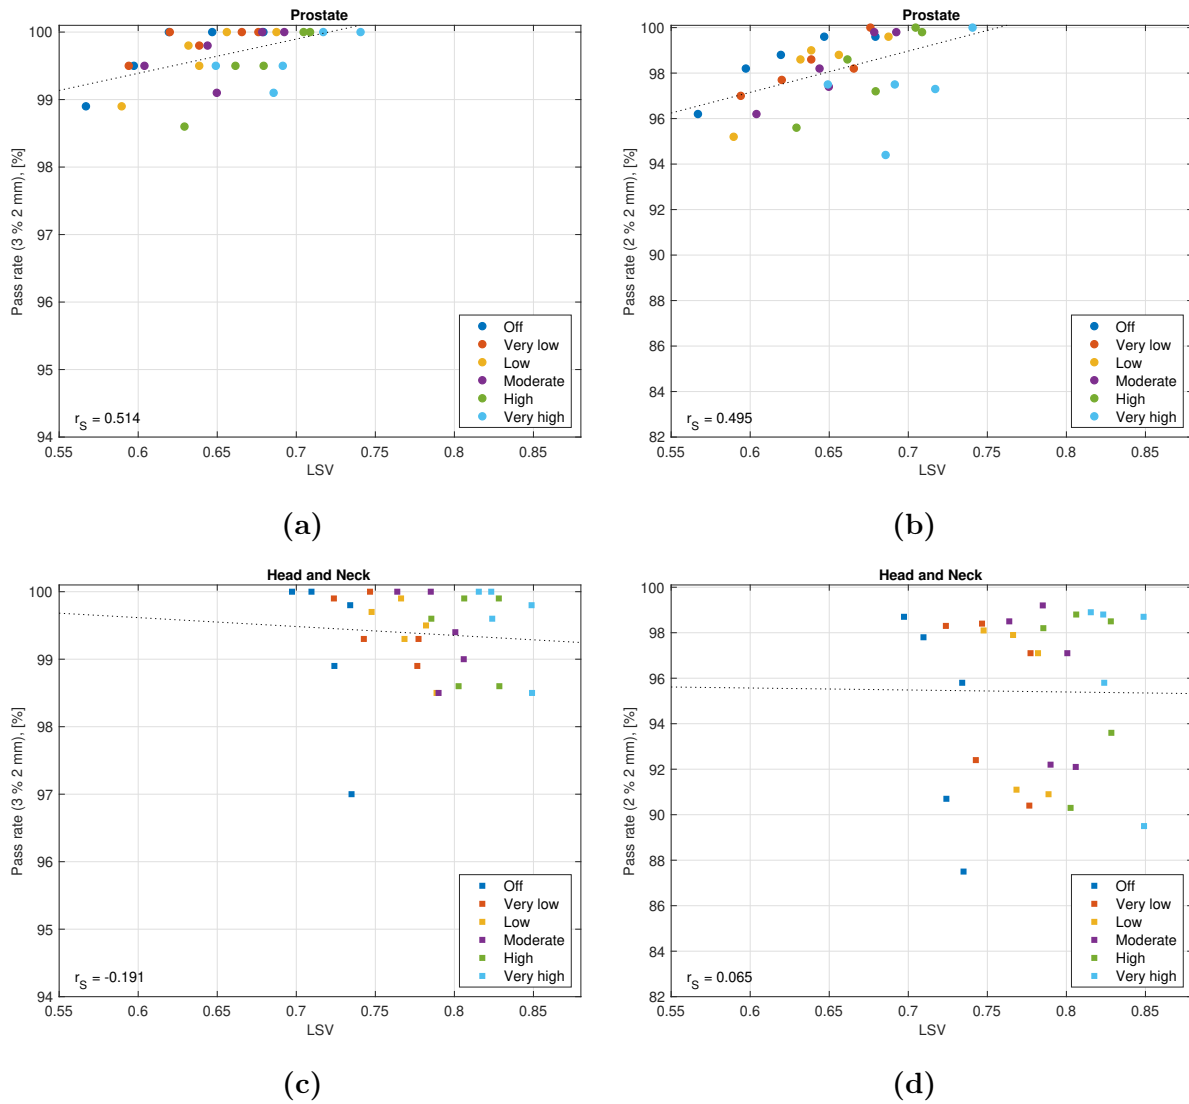 Prostate
Pass rate (3 % 2 mm), [%]
100
99
98
97
96
95
94
0.55
0.6
0.65
0.7
0.75
0.8
0.85
LSV
r_S = 0.514
Off
Very low
Low
Moderate
High
Very high
(a)
Prostate
Pass rate (2 % 2 mm), [%]
100
98
96
94
92
90
88
86
84
82
0.55
0.6
0.65
0.7
0.75
0.8
0.85
LSV
r_S = 0.495
Off
Very low
Low
Moderate
High
Very high
(b)
Head and Neck
Pass rate (3 % 2 mm), [%]
100
99
98
97
96
95
94
0.55
0.6
0.65
0.7
0.75
0.8
0.85
LSV
r_S = -0.191
Off
Very low
Low
Moderate
High
Very high
(c)
Head and Neck
Pass rate (2 % 2 mm), [%]
100
98
96
94
92
90
88
86
84
82
0.55
0.6
0.65
0.7
0.75
0.8
0.85
LSV
r_S = 0.065
Off
Very low
Low
Moderate
High
Very high
(d)